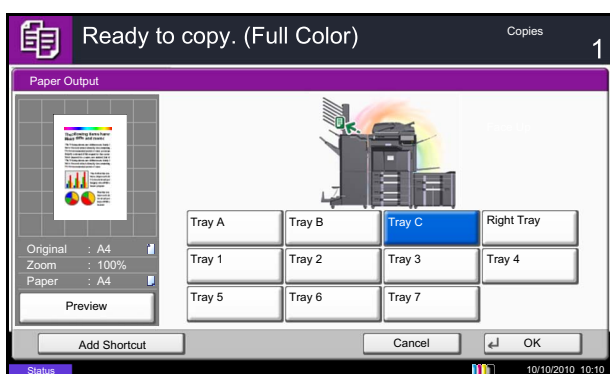 Ready to copy. (Full Color)
Copies
1
Paper Output
Original : A4
Zoom : 100%
Paper : A4
Preview
Tray A
Tray B
Tray C
Right Tray
Tray 1
Tray 2
Tray 3
Tray 4
Tray 5
Tray 6
Tray 7
Add Shortcut
Cancel
OK
Status
10/10/2010 10:10